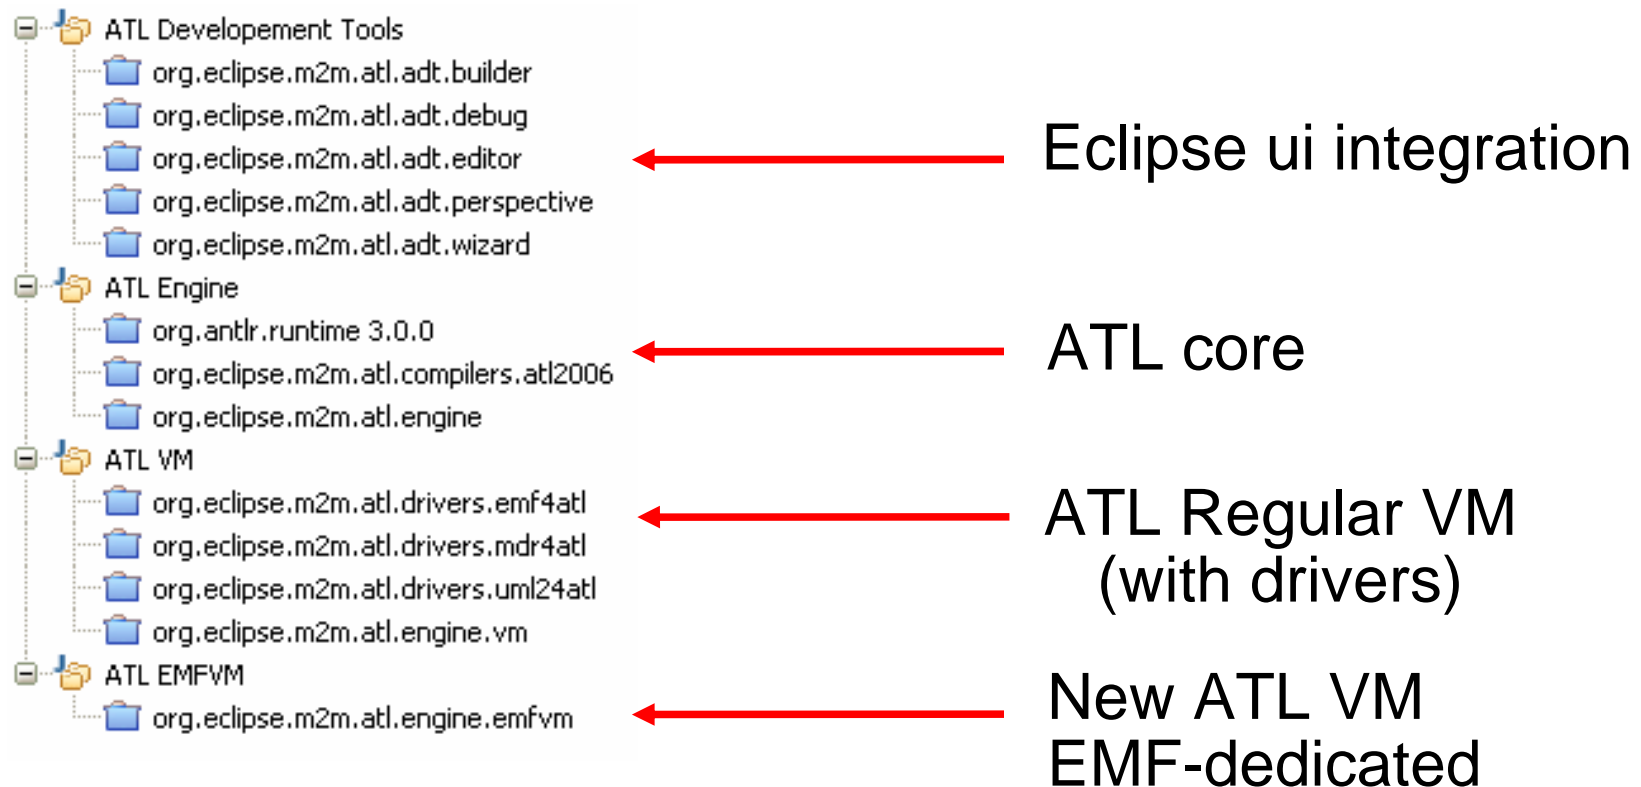 ATL Developement Tools
org.eclipse.m2m.atl.adt.builder
org.eclipse.m2m.atl.adt.debug
org.eclipse.m2m.atl.adt.editor
org.eclipse.m2m.atl.adt.perspective
org.eclipse.m2m.atl.adt.wizard
Eclipse ui integration
ATL Engine
org.antlr.runtime 3.0.0
org.eclipse.m2m.atl.compilers.atl2006
org.eclipse.m2m.atl.engine
ATL core
ATL VM
org.eclipse.m2m.atl.drivers.emf4atl
org.eclipse.m2m.atl.drivers.mdr4atl
org.eclipse.m2m.atl.drivers.uml24atl
org.eclipse.m2m.atl.engine.vm
ATL Regular VM
(with drivers)
ATL EMFVM
org.eclipse.m2m.atl.engine.emfvm
New ATL VM
EMF-dedicated